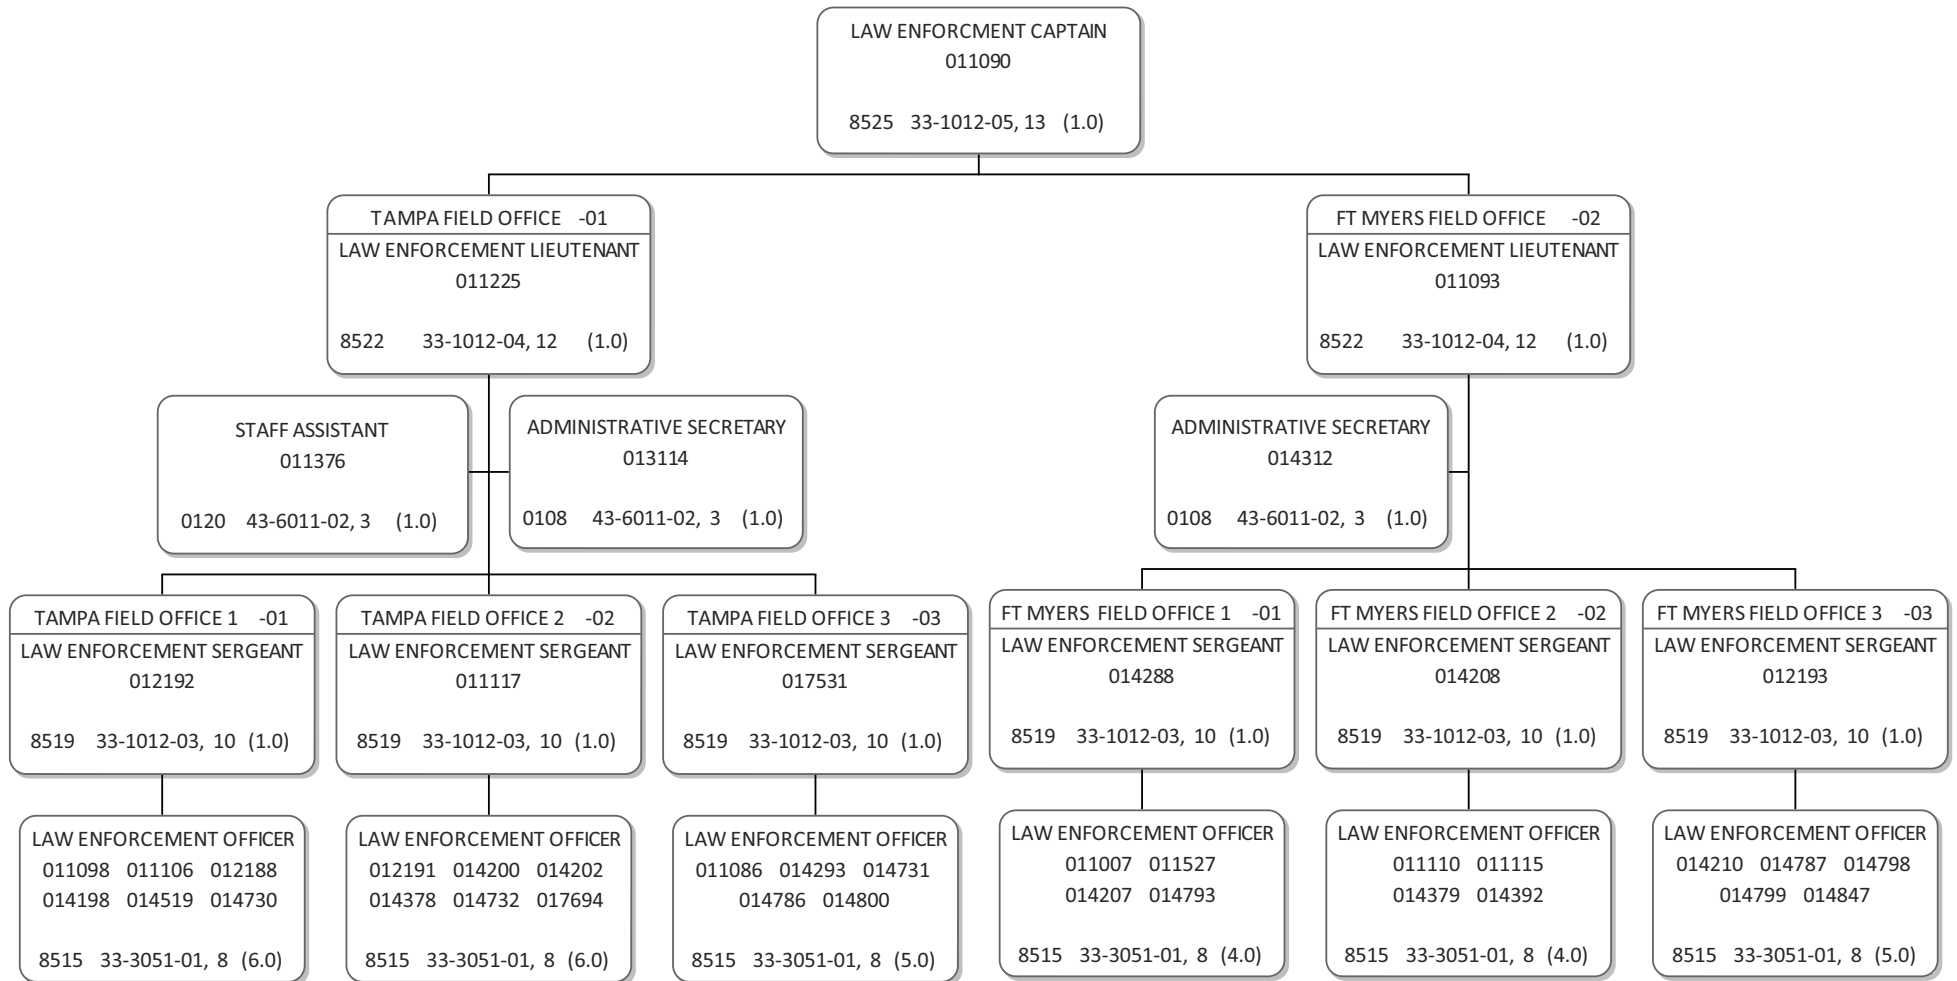 LAW ENFORCMENT CAPTAIN
011090
8525 33-1012-05, 13 (1.0)
TAMPA FIELD OFFICE -01
LAW ENFORCEMENT LIEUTENANT
011225
8522 33-1012-04, 12 (1.0)
FT MYERS FIELD OFFICE -02
LAW ENFORCEMENT LIEUTENANT
011093
8522 33-1012-04, 12 (1.0)
STAFF ASSISTANT
011376
0120 43-6011-02, 3 (1.0)
ADMINISTRATIVE SECRETARY
013114
0108 43-6011-02, 3 (1.0)
ADMINISTRATIVE SECRETARY
014312
0108 43-6011-02, 3 (1.0)
TAMPA FIELD OFFICE 1 -01
LAW ENFORCEMENT SERGEANT
012192
8519 33-1012-03, 10 (1.0)
TAMPA FIELD OFFICE 2 -02
LAW ENFORCEMENT SERGEANT
011117
8519 33-1012-03, 10 (1.0)
TAMPA FIELD OFFICE 3 -03
LAW ENFORCEMENT SERGEANT
017531
8519 33-1012-03, 10 (1.0)
FT MYERS FIELD OFFICE 1 -01
LAW ENFORCEMENT SERGEANT
014288
8519 33-1012-03, 10 (1.0)
FT MYERS FIELD OFFICE 2 -02
LAW ENFORCEMENT SERGEANT
014208
8519 33-1012-03, 10 (1.0)
FT MYERS FIELD OFFICE 3 -03
LAW ENFORCEMENT SERGEANT
012193
8519 33-1012-03, 10 (1.0)
LAW ENFORCEMENT OFFICER
011098 011106 012188
014198 014519 014730
8515 33-3051-01, 8 (6.0)
LAW ENFORCEMENT OFFICER
012191 014200 014202
014378 014732 017694
8515 33-3051-01, 8 (6.0)
LAW ENFORCEMENT OFFICER
011086 014293 014731
014786 014800
8515 33-3051-01, 8 (5.0)
LAW ENFORCEMENT OFFICER
011007 011527
014207 014793
8515 33-3051-01, 8 (4.0)
LAW ENFORCEMENT OFFICER
011110 011115
014379 014392
8515 33-3051-01, 8 (4.0)
LAW ENFORCEMENT OFFICER
014210 014787 014798
014799 014847
8515 33-3051-01, 8 (5.0)